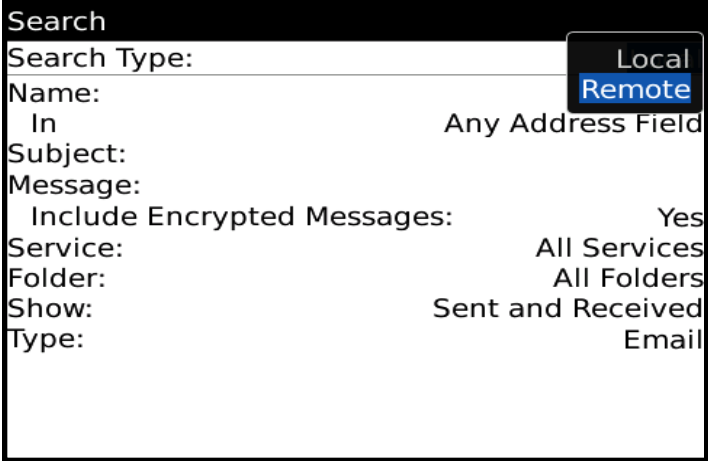 Search
Search Type: Local
Remote
Name:
In Any Address Field
Subject:
Message:
Include Encrypted Messages: Yes
Service: All Services
Folder: All Folders
Show: Sent and Received
Type: Email